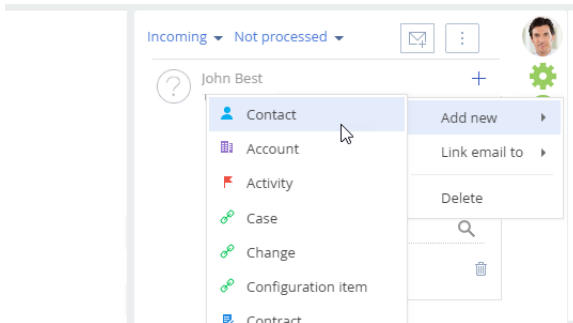 Incoming Not processed
John Best
Contact
Account
Activity
Case
Change
Configuration item
Contract
Add new
Link email to
Delete